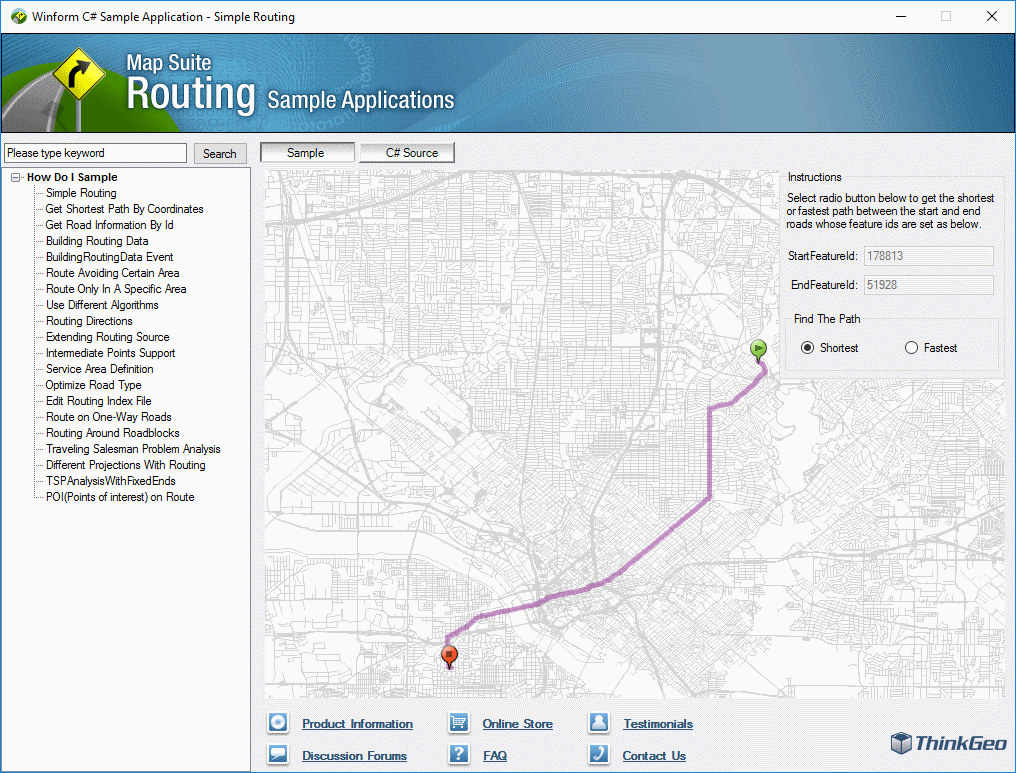 Winform C# Sample Application - Simple Routing
Map Suite
Routing Sample Applications
Please type keyword
Search
Sample
C# Source
How Do I Sample
Simple Routing
Get Shortest Path By Coordinates
Get Road Information By Id
Building Routing Data
BuildingRoutingData Event
Route Avoiding Certain Area
Route Only In A Specific Area
Use Different Algorithms
Routing Directions
Extending Routing Source
Intermediate Points Support
Service Area Definition
Optimize Road Type
Edit Routing Index File
Route on One-Way Roads
Routing Around Roadblocks
Traveling Salesman Problem Analysis
Different Projections With Routing
TSPAnalysisWithFixedEnds
POI(Points of interest) on Route
Instructions
Select radio button below to get the shortest
or fastest path between the start and end
roads whose feature ids are set as below.
StartFeatureId: 178813
EndFeatureId: 51928
Find The Path
Shortest
Fastest
Product Information
Online Store
Testimonials
Discussion Forums
? FAQ
Contact Us
ThinkGeo